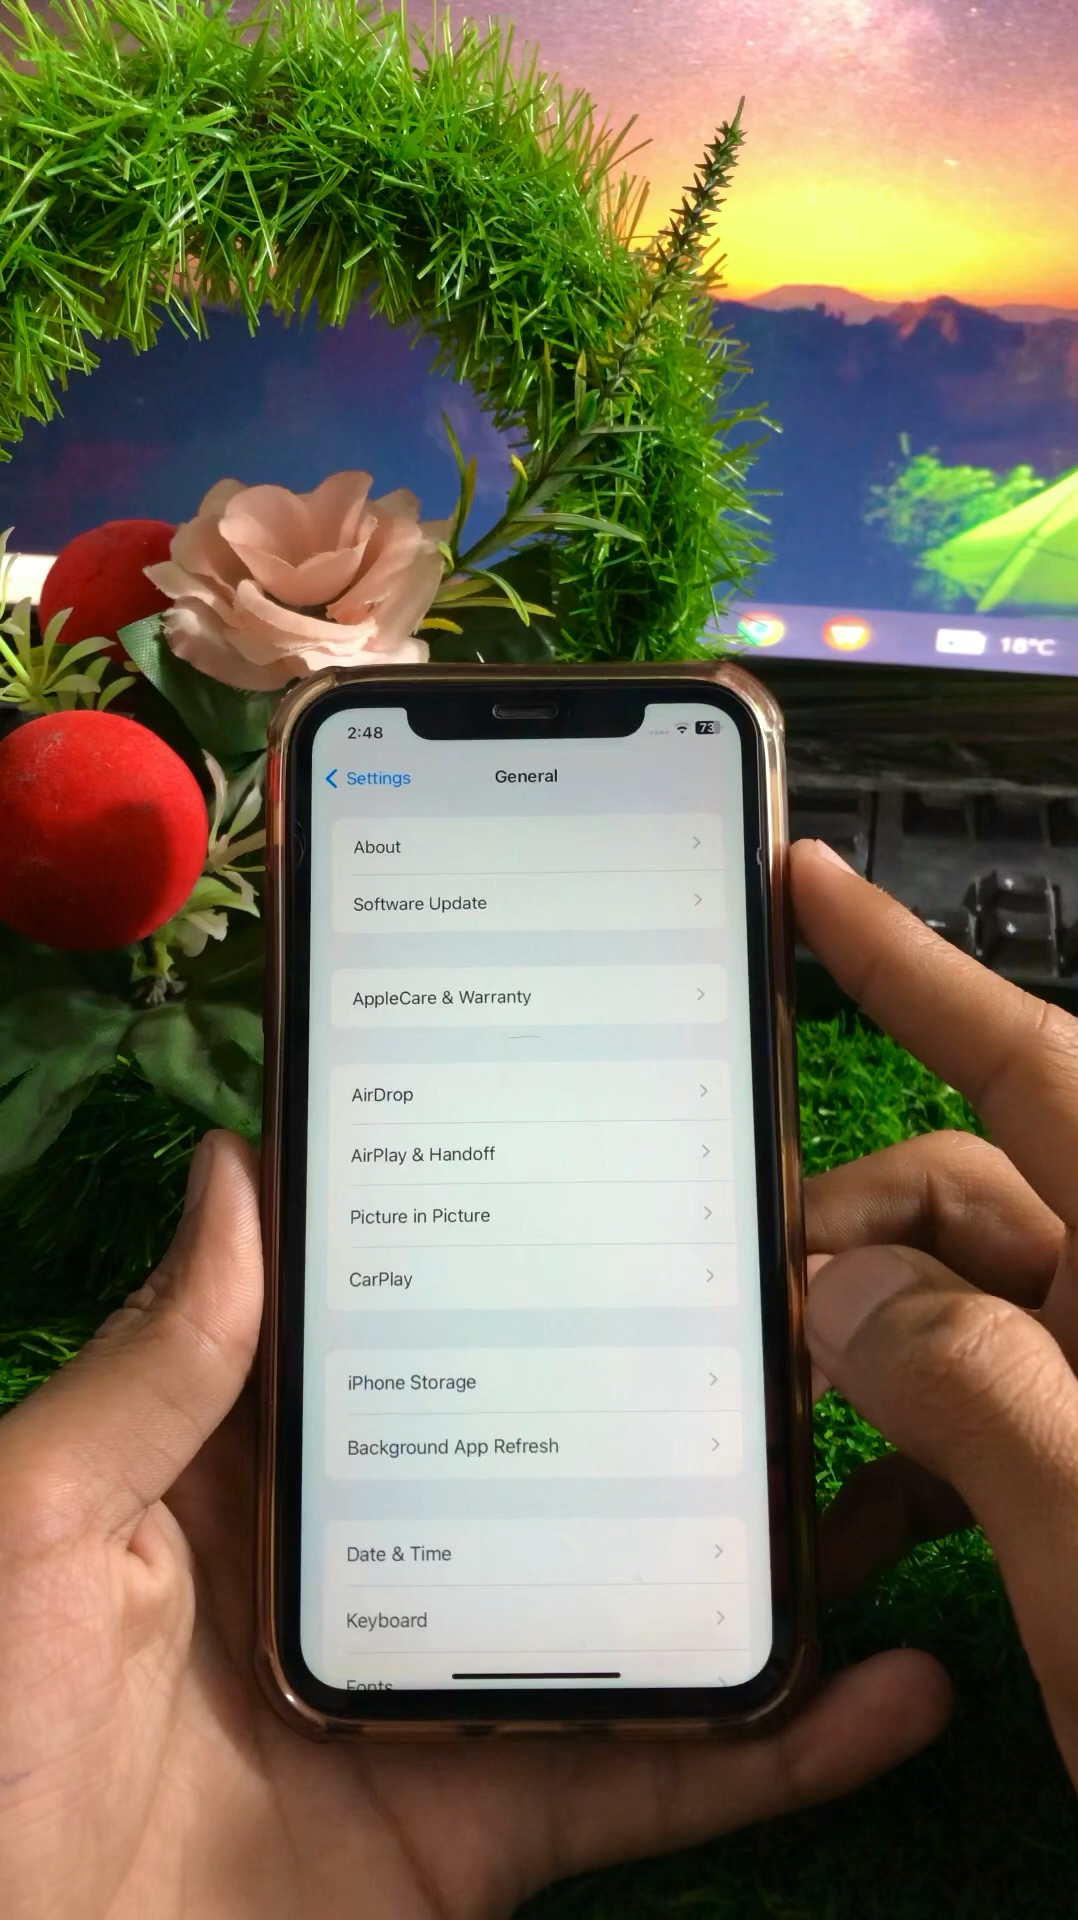 18°C
2:48
73
Settings
General
About
Software Update
AppleCare & Warranty
AirDrop
AirPlay & Handoff
Picture in Picture
CarPlay
iPhone Storage
Background App Refresh
Date & Time
Keyboard
Fonts